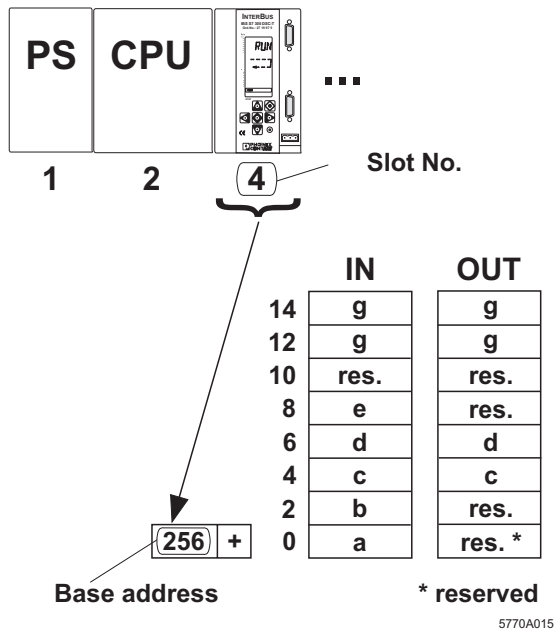 PS CPU
INTERBUS
RUN
...
1 2 4 Slot No.
IN OUT
14 g g
12 g g
10 res. res.
8 e res.
6 d d
4 c c
2 b res.
256 + 0 a res. *
Base address * reserved
5770A015